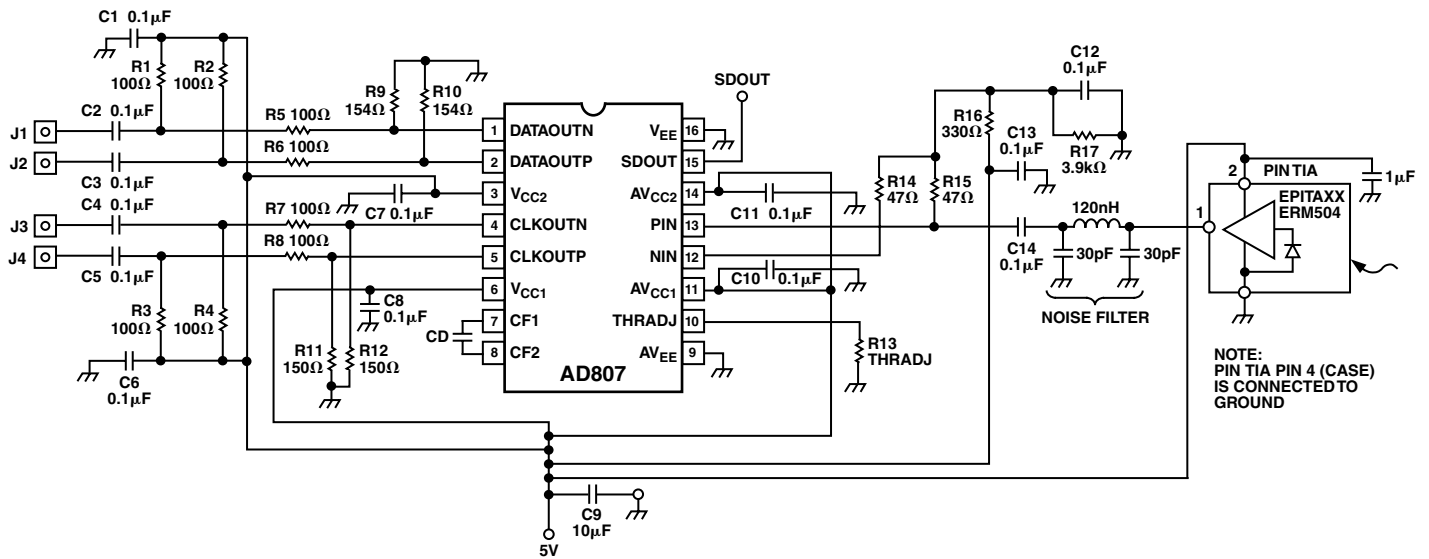 C1 0.1µF
R1
100Ω
R2
100Ω
C2 0.1µF
J1
J2
C3
0.1µF
R5 100Ω
R6 100Ω
R9
154Ω
R10
154Ω
C7 0.1µF
C4
0.1µF
J3
J4
C5
0.1µF
R7 100Ω
R8 100Ω
R3
100Ω
R4
100Ω
C6
0.1µF
C8
0.1µF
CD
R11
150Ω
R12
150Ω
1 DATAOUTN
2 DATAOUTP
3 VCC2
4 CLKOUTN
5 CLKOUTP
6 VCC1
7 CF1
8 CF2
VEE 16
SDOUT 15
AVCC2 14
PIN 13
NIN 12
AVCC1 11
THRADJ 10
AVEE 9
AD807
SDOUT
C11 0.1µF
C10 0.1µF
R13
THRADJ
R14
47Ω
R15
47Ω
R16
330Ω
C13
0.1µF
C12
0.1µF
R17
3.9kΩ
C14
0.1µF
120nH
30pF
30pF
NOISE FILTER
1
2
PIN TIA
1µF
EPITAXX
ERM504
NOTE:
PIN TIA PIN 4 (CASE)
IS CONNECTED TO
GROUND
C9
10µF
5V